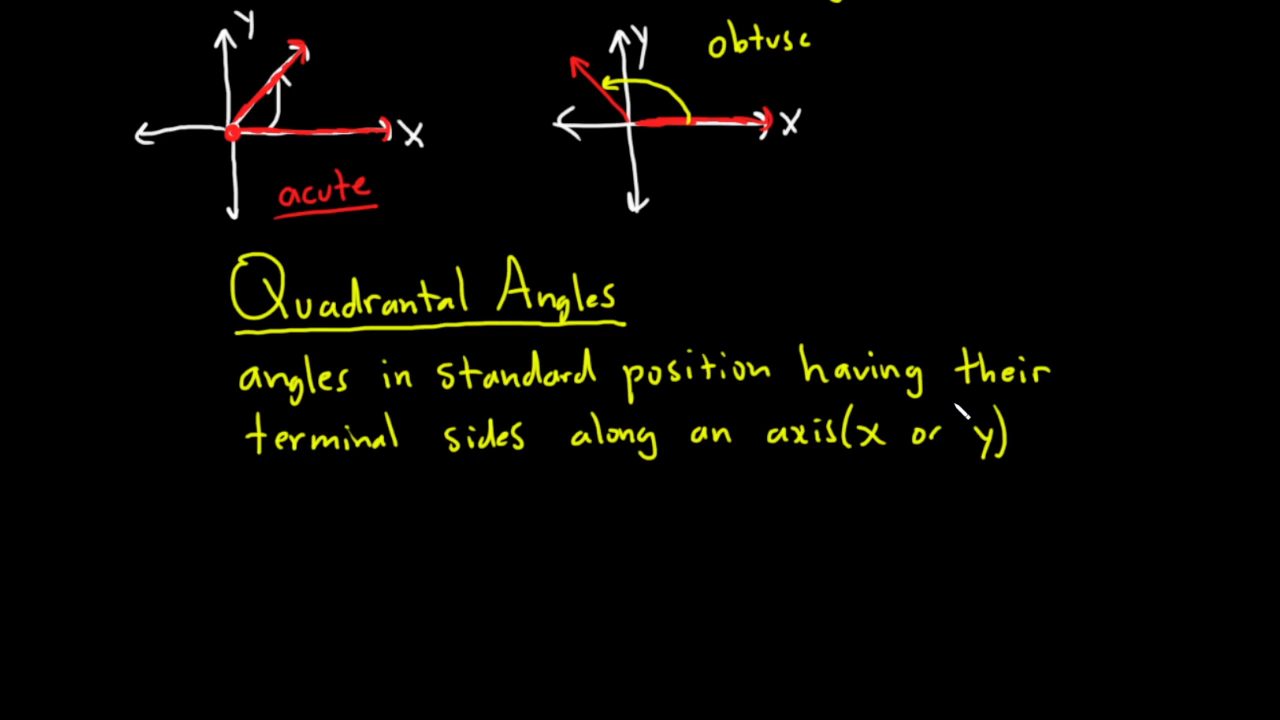 Y
Y
obtuse
X
X
acute
Quadrantal Angles
angles in standard position having their
terminal sides along an axis(x or y)